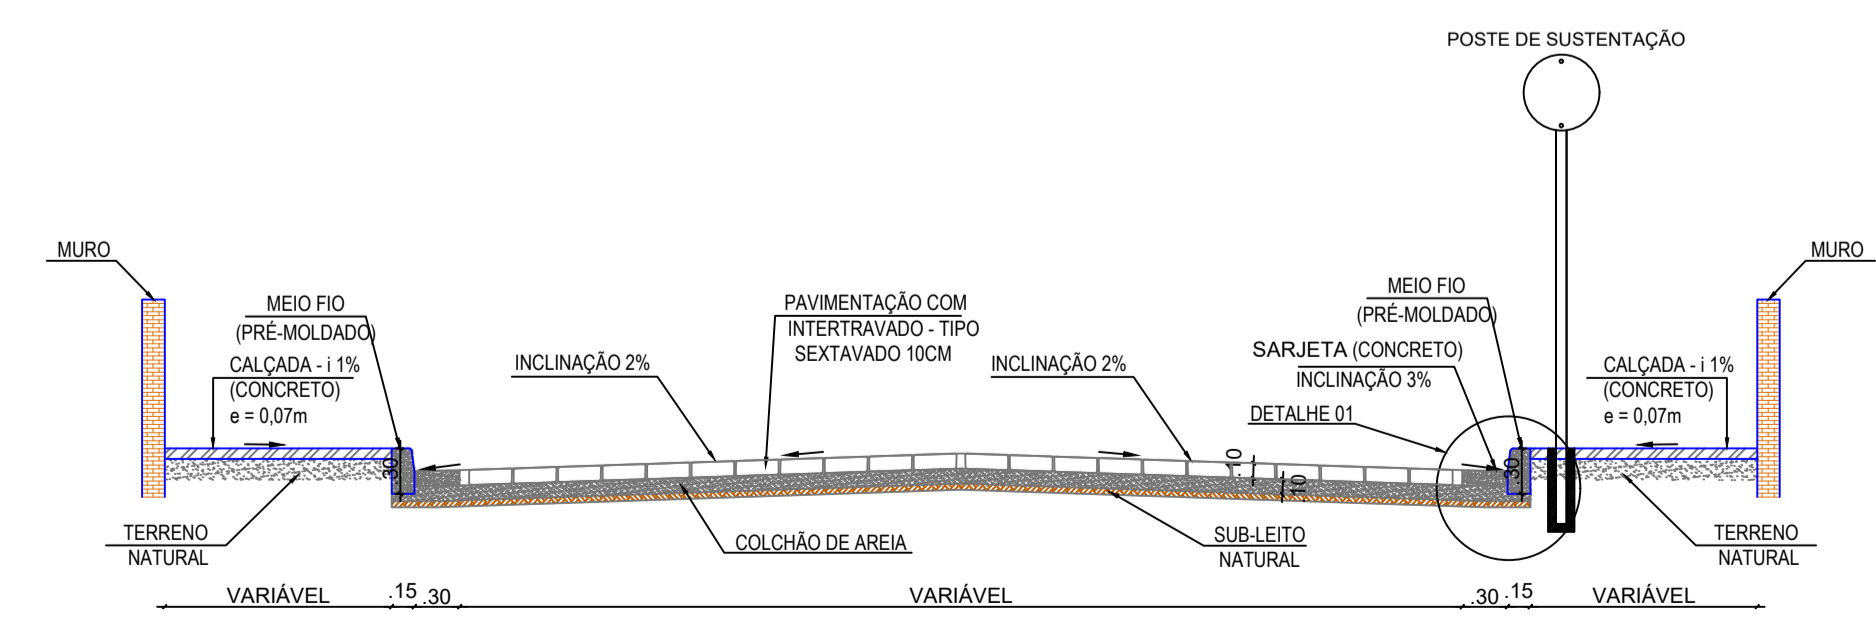 POSTE DE SUSTENTAÇÃO
MURO
MEIO FIO
(PRÉ-MOLDADO)
CALÇADA - i 1%
(CONCRETO)
e = 0,07m
INCLINAÇÃO 2%
PAVIMENTAÇÃO COM
INTERTRAVADO - TIPO
SEXTAVADO 10CM
INCLINAÇÃO 2%
MEIO FIO
(PRÉ-MOLDADO)
SARJETA (CONCRETO)
INCLINAÇÃO 3%
DETALHE 01
MURO
CALÇADA - i 1%
(CONCRETO)
e = 0,07m
.30
.10
.10
.30
TERRENO
NATURAL
COLCHÃO DE AREIA
SUB-LEITO
NATURAL
TERRENO
NATURAL
VARIÁVEL
.15
.30
VARIÁVEL
.30
.15
VARIÁVEL